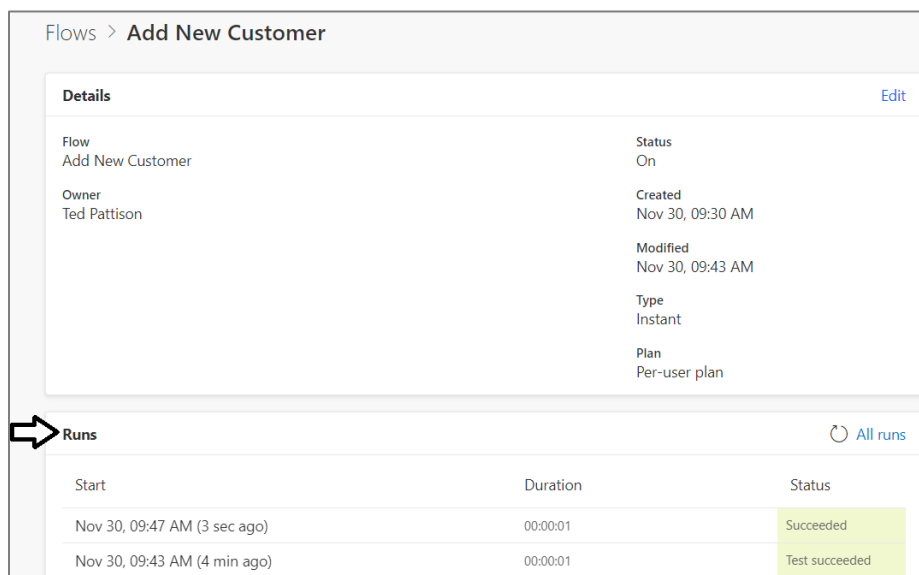 Flows > Add New Customer
Details
Edit
Flow
Add New Customer
Owner
Ted Pattison
Status
On
Created
Nov 30, 09:30 AM
Modified
Nov 30, 09:43 AM
Type
Instant
Plan
Per-user plan
Runs
All runs
Start Duration Status
Nov 30, 09:47 AM (3 sec ago) 00:00:01 Succeeded
Nov 30, 09:43 AM (4 min ago) 00:00:01 Test succeeded